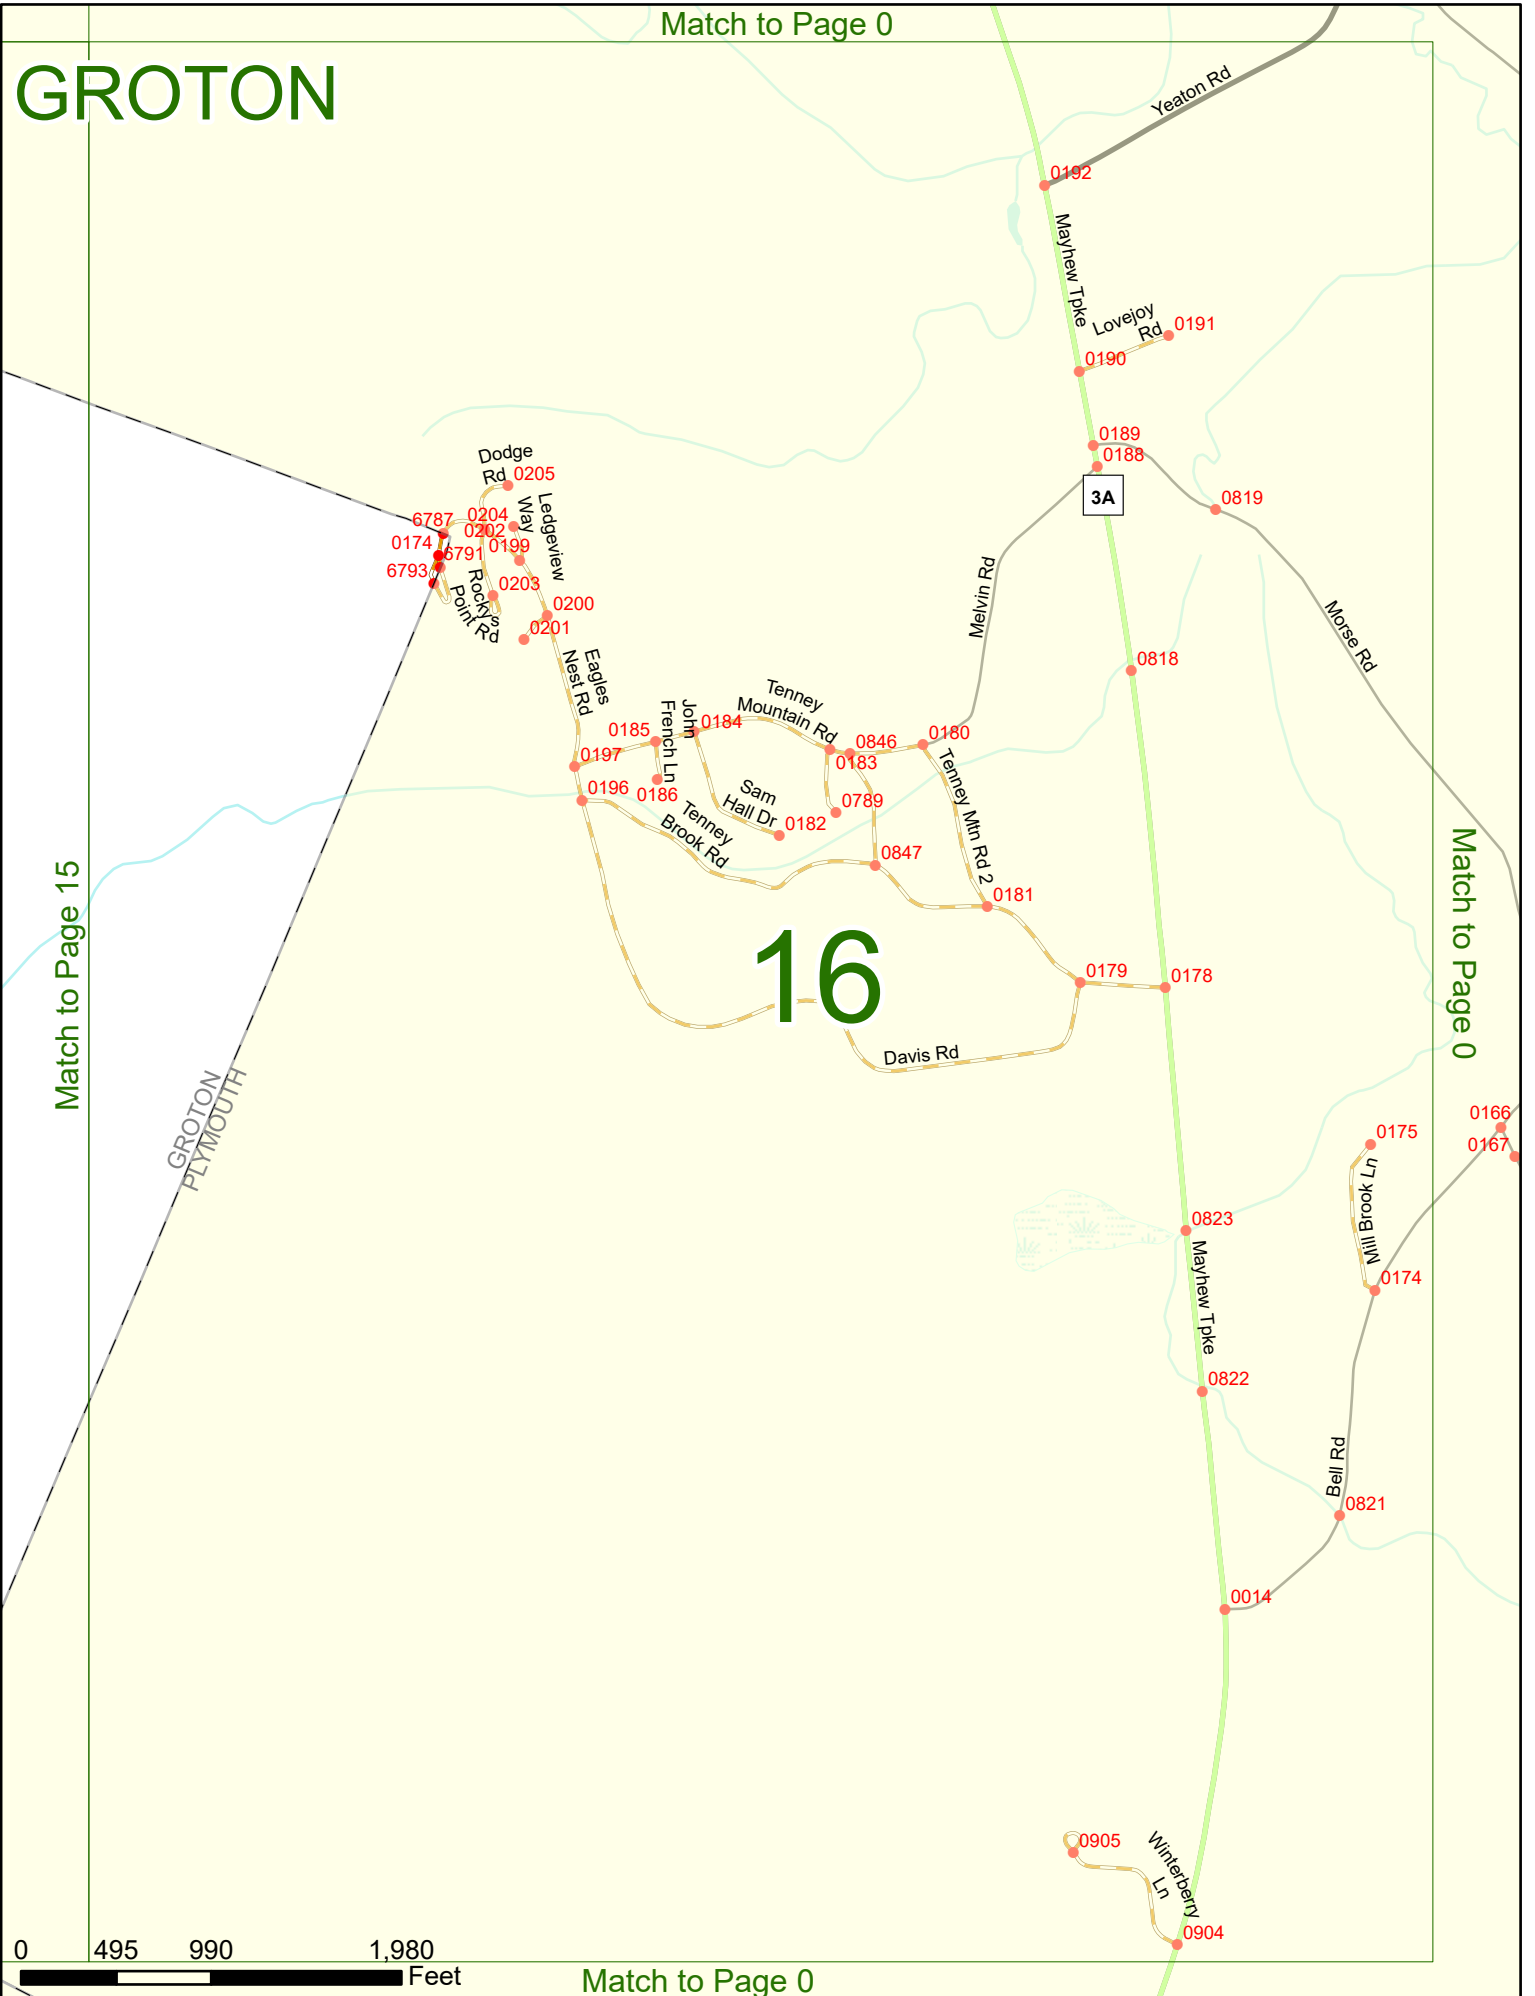 Match to Page 0
GROTON
Yeaton Rd
0192
Mayhew Tpke
Lovejoy
Rd
0191
0190
0189
0188
3A
0819
Dodge
Rd
0205
Ledgeview
Way
0204
6787
0202
0174
6791
0199
6793
Rockys
Point Rd
0203
0200
0201
Melvin Rd
Morse Rd
0818
Eagles
Nest Rd
Tenney
Mountain Rd
John
French Ln
0184
0185
0846
0180
0183
0197
0196
0186
Sam
Hall Dr
0789
0182
Tenney
Brook Rd
Tenney Mtn Rd 2
0847
0181
Match to Page 15
Match to Page 0
16
0179
0178
Davis Rd
GROTON
PLYMOUTH
0166
0167
0175
Mill Brook Ln
0823
Mayhew Tpke
0174
0822
Bell Rd
0821
0014
0905
Winterberry
Ln
0904
0 495 990 1,980
Feet
Match to Page 0